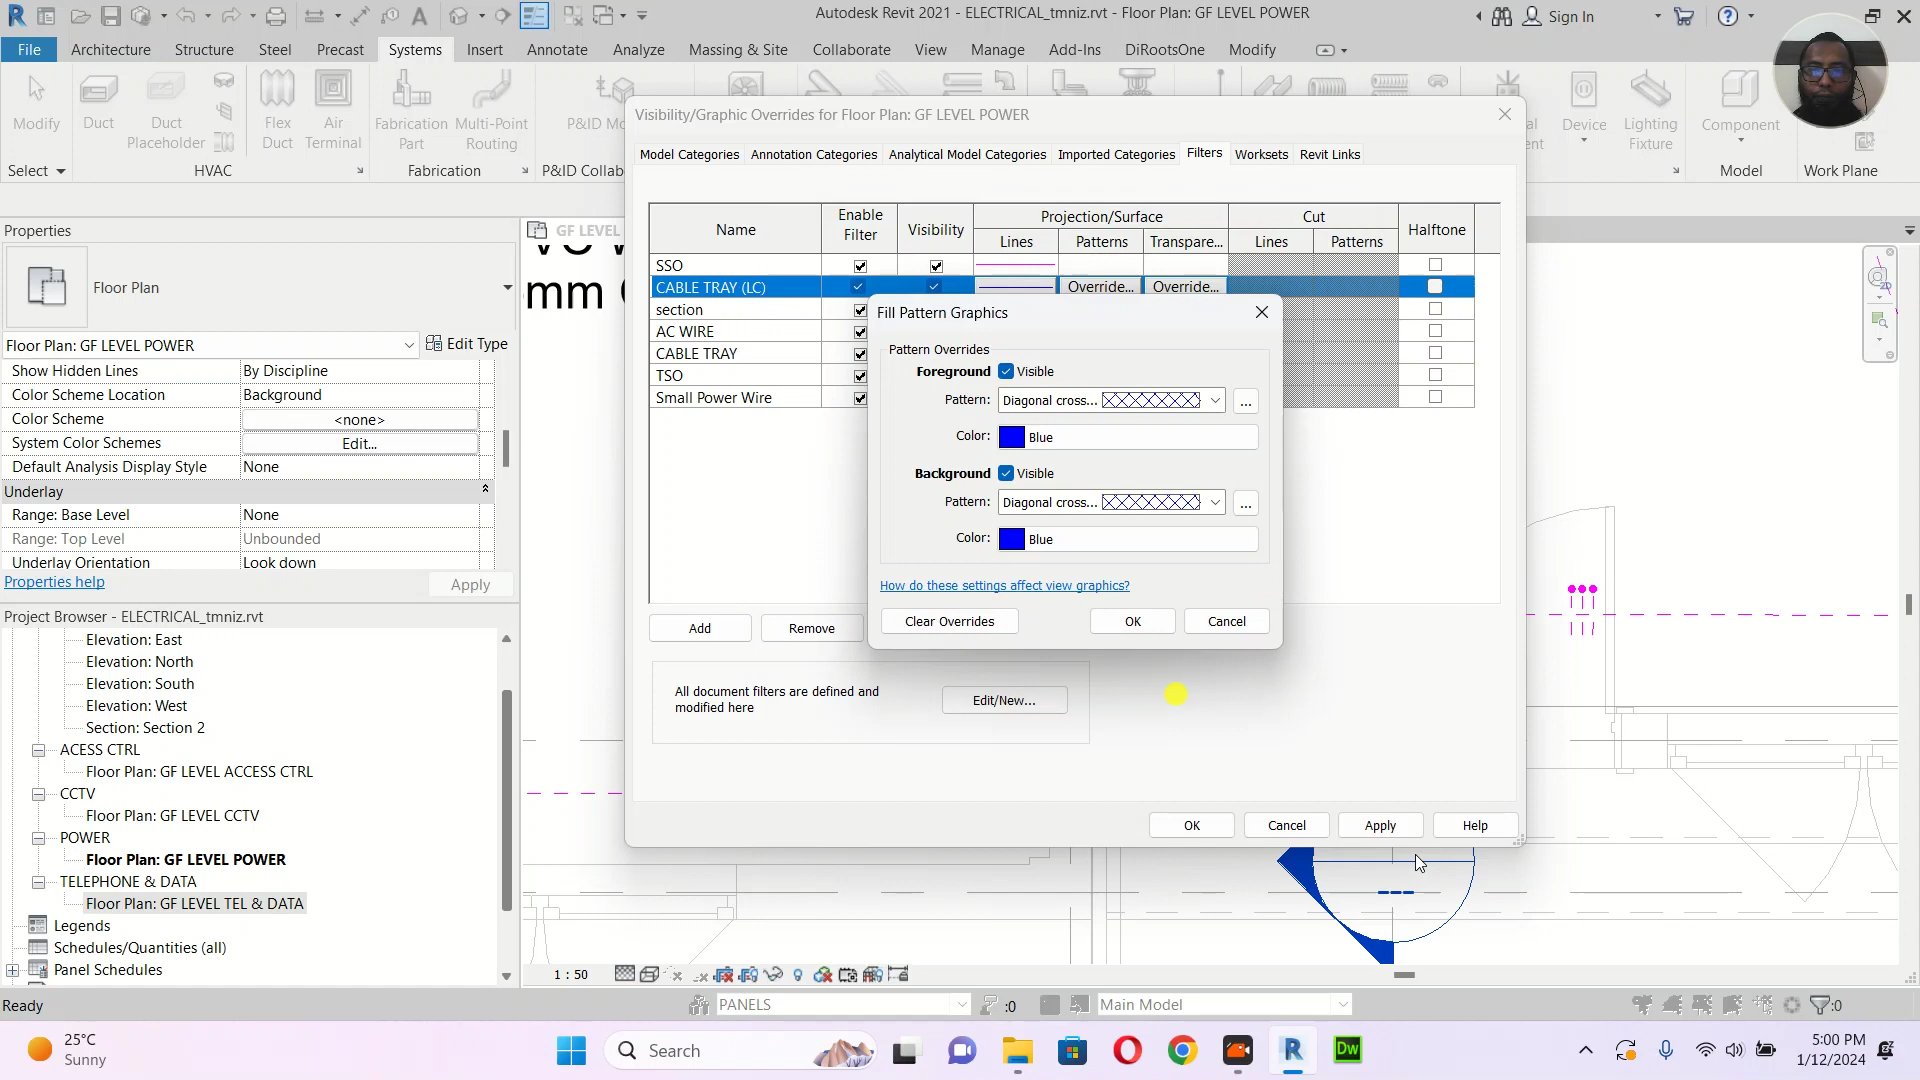 Autodesk Revit 2021 - ELECTRICAL_tmniz.rvt - Floor Plan: GF LEVEL POWER
Sign In
File Architecture Structure Steel Precast Systems Insert Annotate Analyze Massing & Site Collaborate View Manage Add-Ins DiRootsOne Modify
Modify
Duct
Duct Placeholder
Flex Duct
Air Terminal
Fabrication Part
Multi-Point Routing
P&ID Mo
Device
Lighting Fixture
Component
Select
HVAC
Fabrication
P&ID Collab
Model
Work Plane
Properties
Floor Plan
Floor Plan: GF LEVEL POWER
Edit Type
Show Hidden Lines By Discipline
Color Scheme Location Background
Color Scheme <none>
System Color Schemes Edit...
Default Analysis Display Style None
Underlay
Range: Base Level None
Range: Top Level Unbounded
Underlay Orientation Look down
Properties help
Apply
Project Browser - ELECTRICAL_tmniz.rvt
Elevation: East
Elevation: North
Elevation: South
Elevation: West
Section: Section 2
ACESS CTRL
Floor Plan: GF LEVEL ACCESS CTRL
CCTV
Floor Plan: GF LEVEL CCTV
POWER
Floor Plan: GF LEVEL POWER
TELEPHONE & DATA
Floor Plan: GF LEVEL TEL & DATA
Legends
Schedules/Quantities (all)
Panel Schedules
GF LEVEL
mm
Visibility/Graphic Overrides for Floor Plan: GF LEVEL POWER
Model Categories Annotation Categories Analytical Model Categories Imported Categories Filters Worksets Revit Links
Name
Enable Filter
Visibility
Projection/Surface
Cut
Halftone
Lines Patterns Transpare... Lines Patterns
SSO
CABLE TRAY (LC) Override... Override...
section
AC WIRE
CABLE TRAY
TSO
Small Power Wire
Add
Remove
All document filters are defined and
modified here
Edit/New...
OK Cancel Apply Help
Fill Pattern Graphics
Pattern Overrides
Foreground Visible
Pattern: Diagonal cross... ...
Color: Blue
Background Visible
Pattern: Diagonal cross... ...
Color: Blue
How do these settings affect view graphics?
Clear Overrides OK Cancel
1 : 50
Ready
PANELS
:0
Main Model
:0
25°C
Sunny
Search
Dw
5:00 PM
1/12/2024